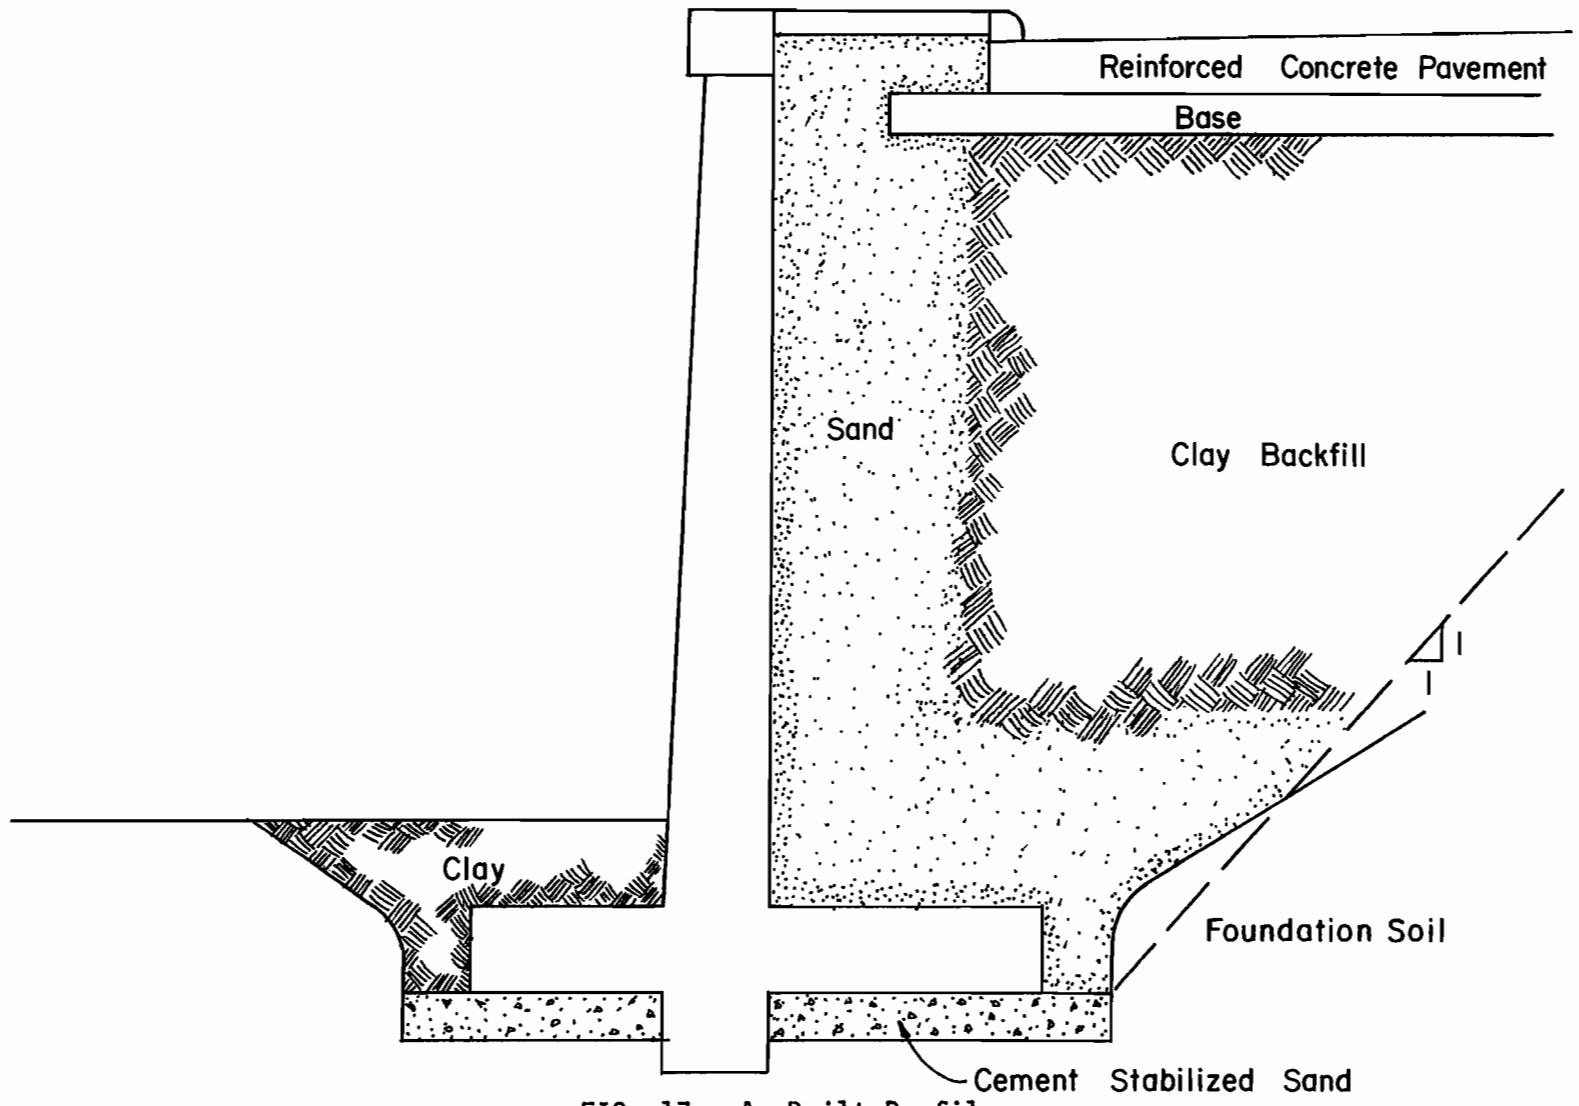 Reinforced Concrete Pavement
Base
Sand
Clay Backfill
1
1
Clay
Foundation Soil
Cement Stabilized Sand